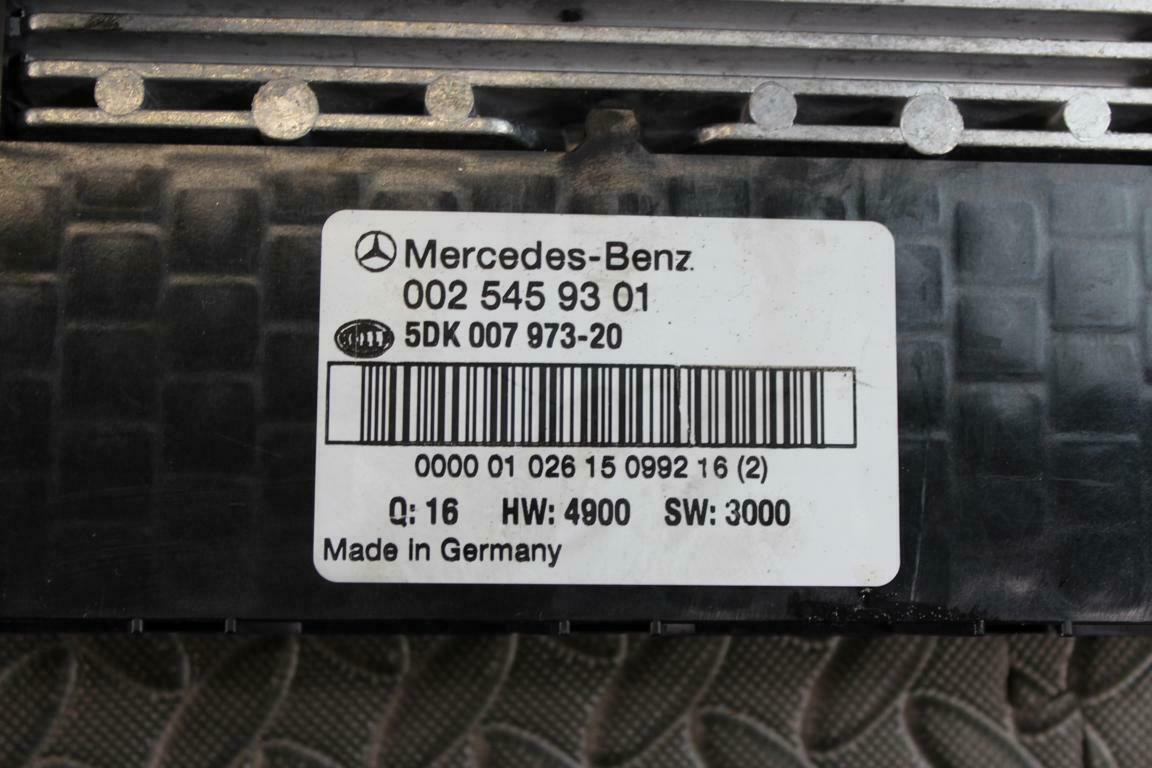 Mercedes-Benz
002 545 93 01
5DK 007 973-20
0000 01 026 15 0992 16 (2)
Q: 16 HW: 4900 SW: 3000
Made in Germany